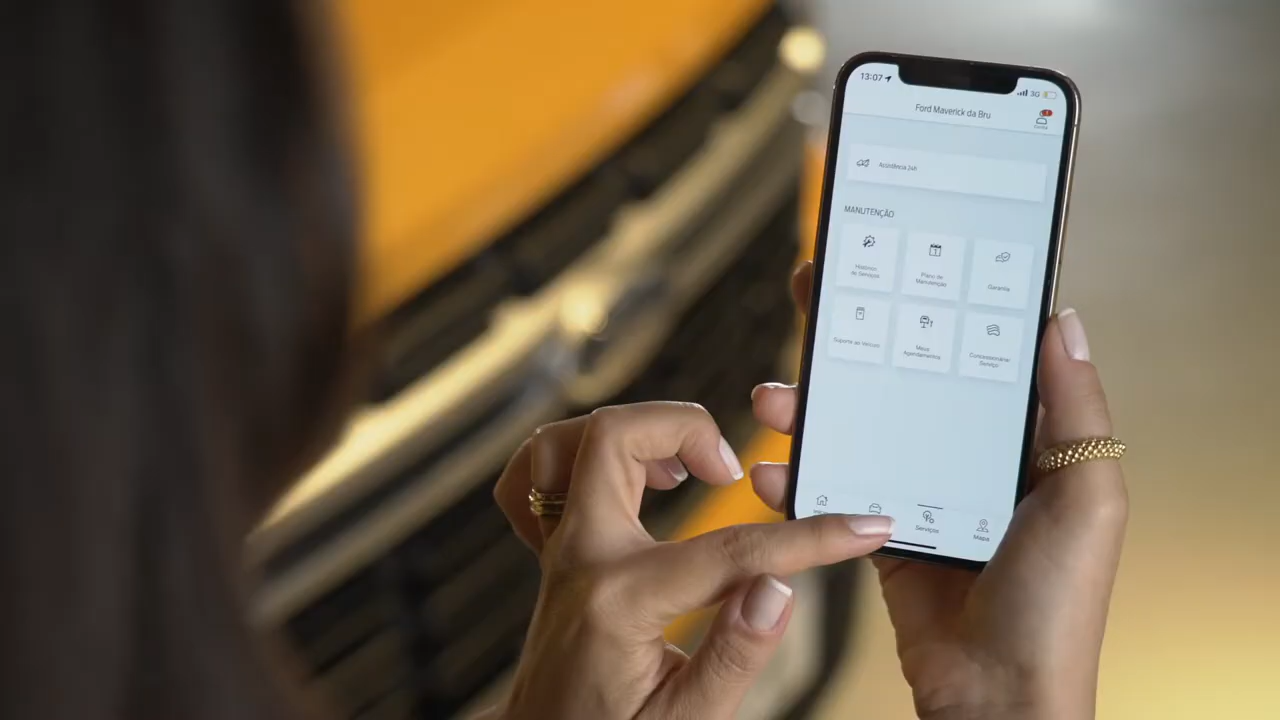 13:07
3G
Ford Maverick da Bru
Assistência 24h
MANUTENÇÃO
Histórico
de Serviços
Plano de
Manutenção
Garantia
Suporte ao Veículo
Meus
Agendamentos
Concessionária
Serviço
Serviços
Mapa